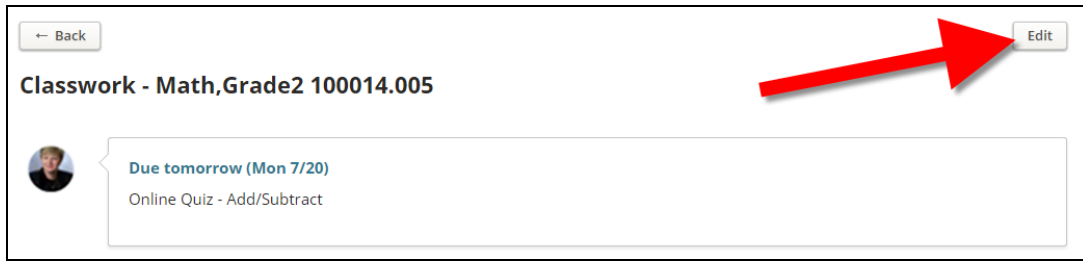 ← Back
Edit
Classwork - Math,Grade2 100014.005
Due tomorrow (Mon 7/20)
Online Quiz - Add/Subtract